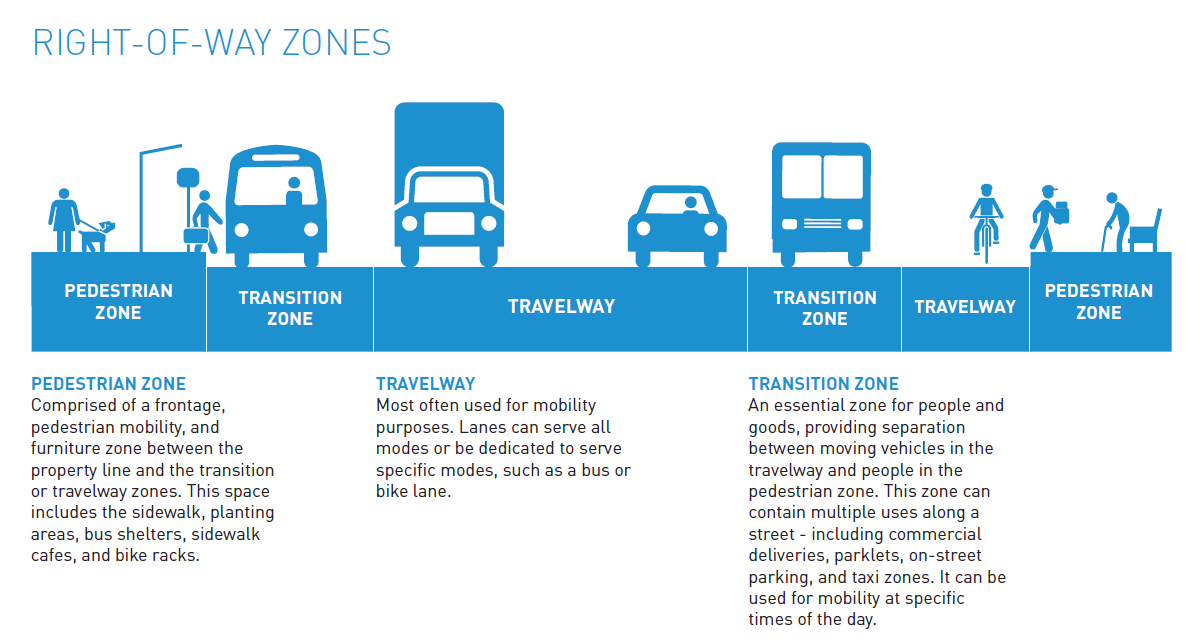 RIGHT-OF-WAY ZONES
PEDESTRIAN
ZONE
TRANSITION
ZONE
TRAVELWAY
TRANSITION
ZONE
TRAVELWAY
PEDESTRIAN
ZONE
PEDESTRIAN ZONE
Comprised of a frontage,
pedestrian mobility, and
furniture zone between the
property line and the transition
or travelway zones. This space
includes the sidewalk, planting
areas, bus shelters, sidewalk
cafes, and bike racks.
TRAVELWAY
Most often used for mobility
purposes. Lanes can serve all
modes or be dedicated to serve
specific modes, such as a bus or
bike lane.
TRANSITION ZONE
An essential zone for people and
goods, providing separation
between moving vehicles in the
travelway and people in the
pedestrian zone. This zone can
contain multiple uses along a
street - including commercial
deliveries, parklets, on-street
parking, and taxi zones. It can be
used for mobility at specific
times of the day.